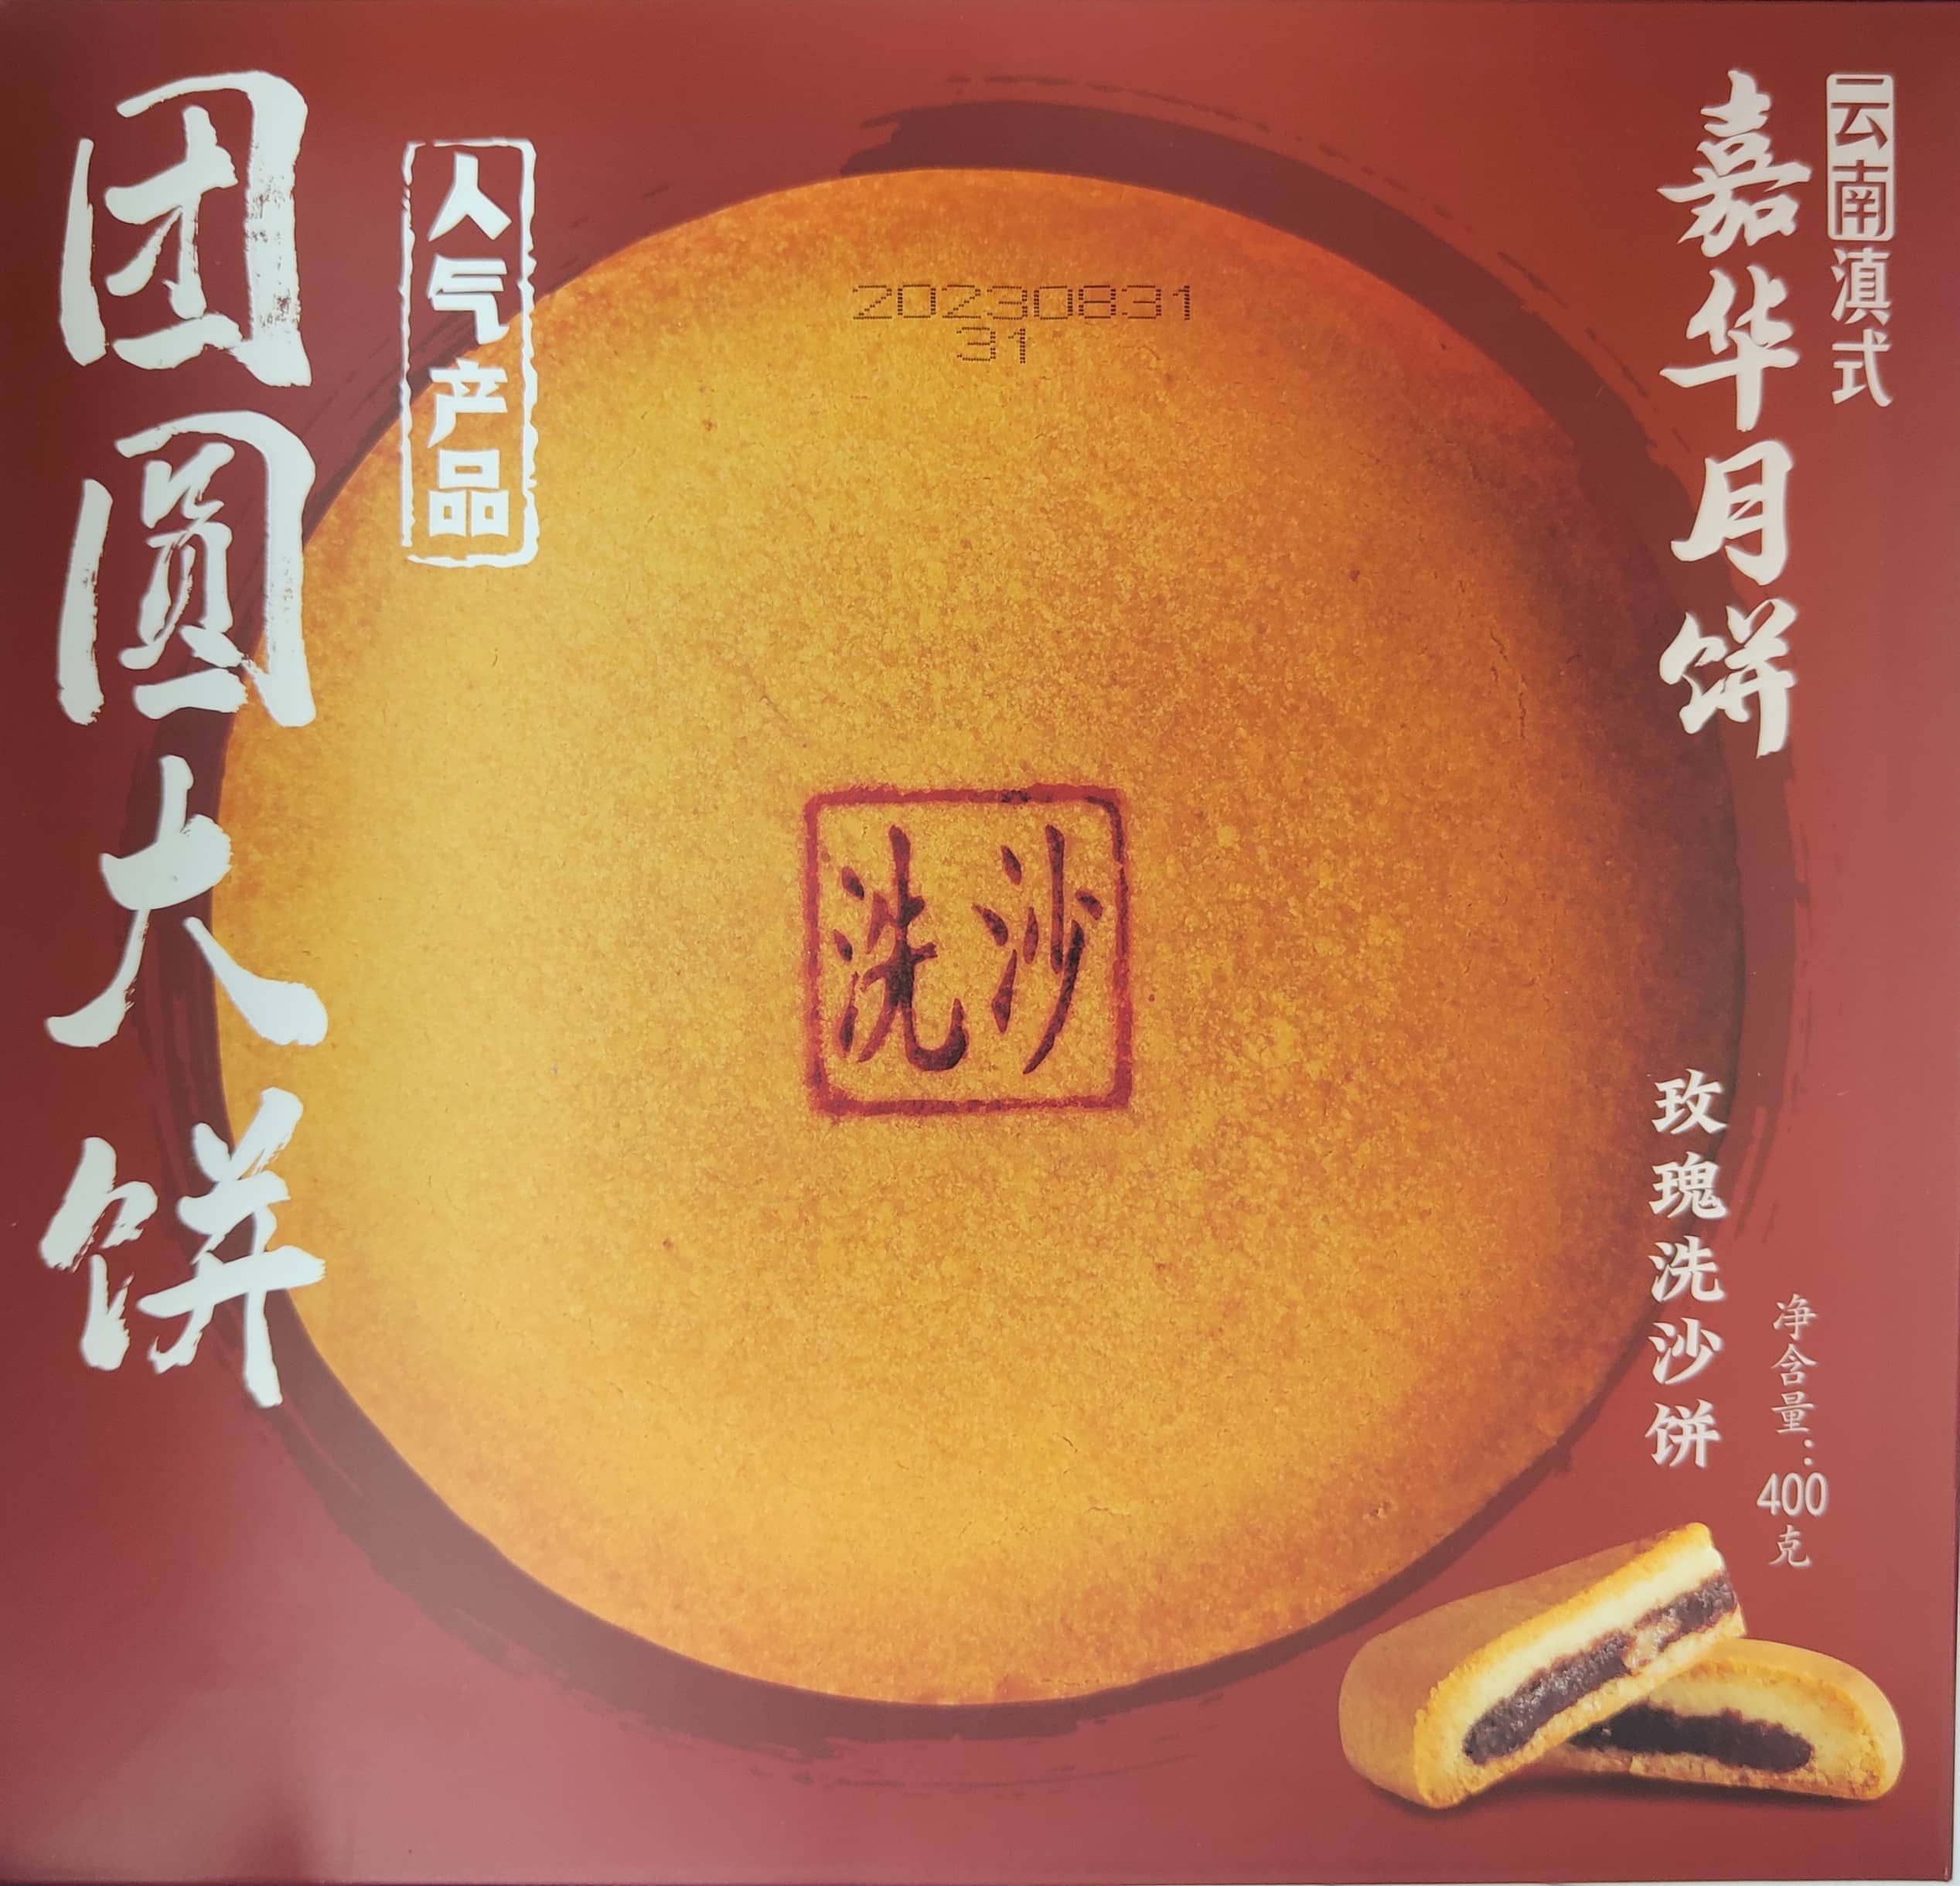 云南滇式
嘉华月饼
团圆大饼
人气产品
20230831
31
洗沙
玫瑰洗沙饼
净含量：400克